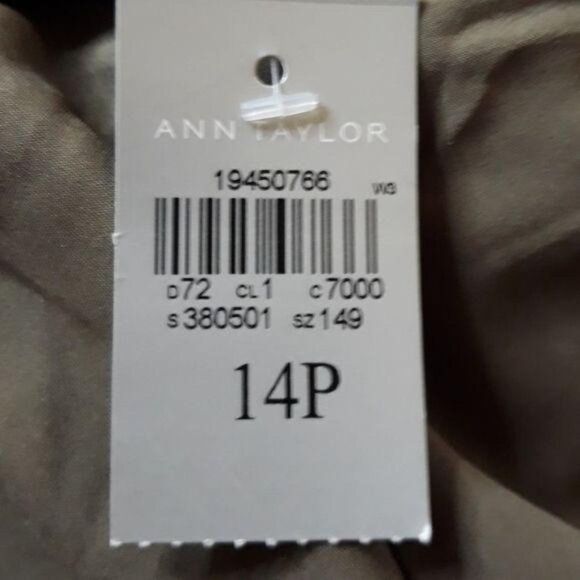 ANN TAYLOR
19450766 W3
D72 CL1 C7000
S380501 SZ149
14P